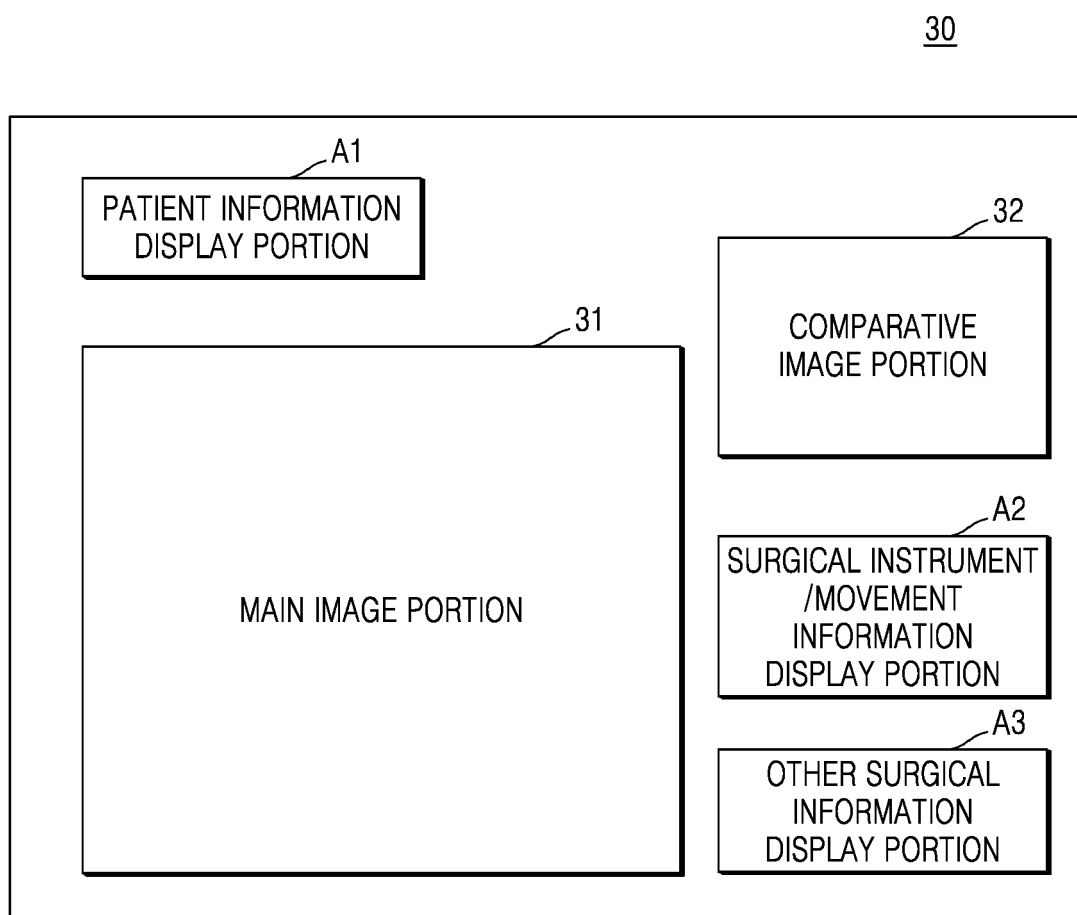 30
A1
PATIENT INFORMATION
DISPLAY PORTION
32
COMPARATIVE
IMAGE PORTION
31
MAIN IMAGE PORTION
A2
SURGICAL INSTRUMENT
/MOVEMENT
INFORMATION
DISPLAY PORTION
A3
OTHER SURGICAL
INFORMATION
DISPLAY PORTION